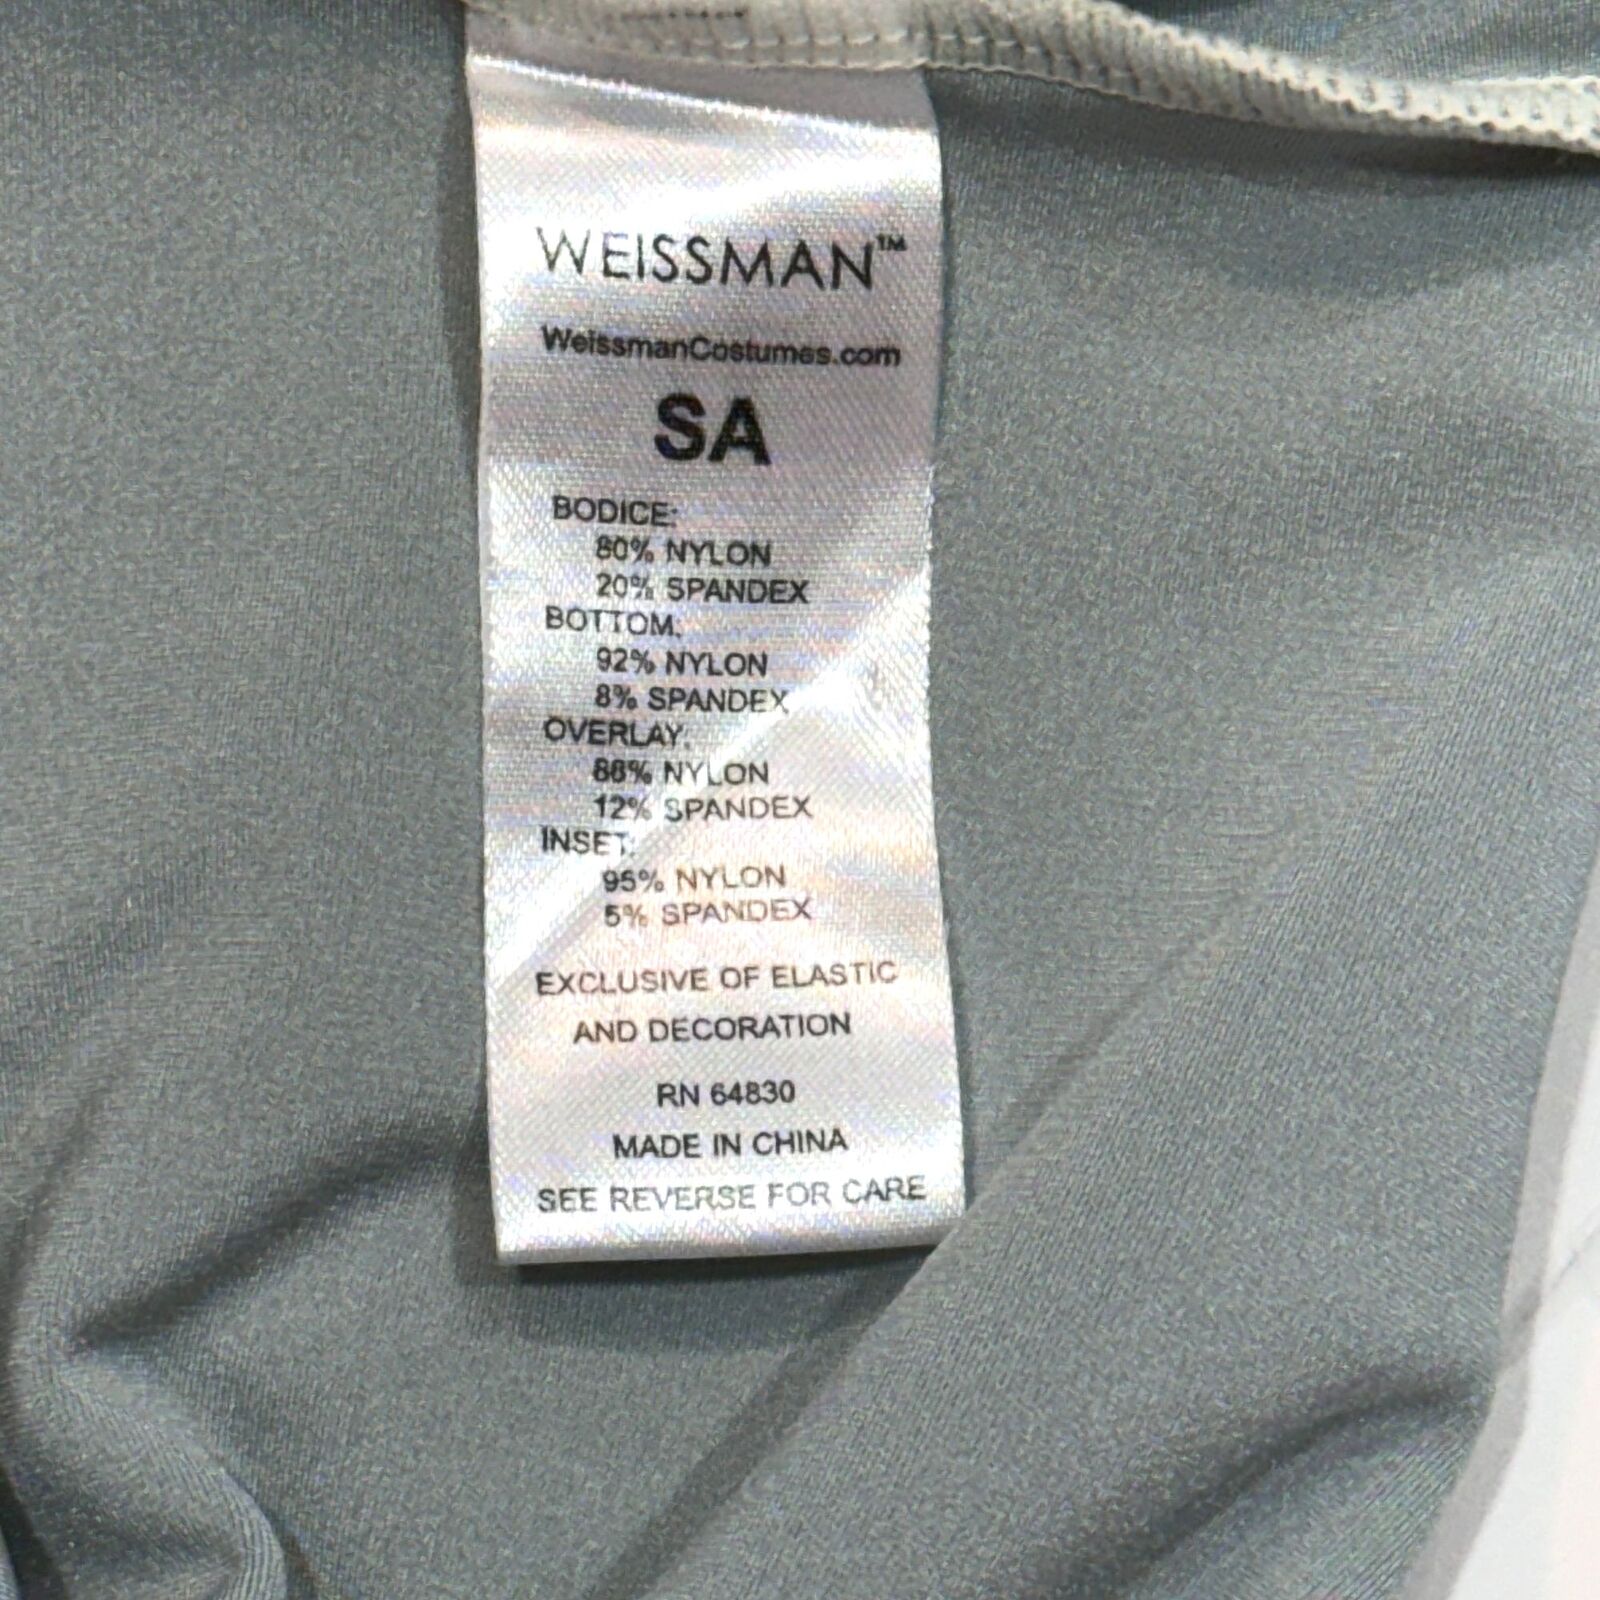 WEISSMAN™
WeissmanCostumes.com
SA
BODICE:
80% NYLON
20% SPANDEX
BOTTOM:
92% NYLON
8% SPANDEX
OVERLAY:
88% NYLON
12% SPANDEX
INSET:
95% NYLON
5% SPANDEX
EXCLUSIVE OF ELASTIC
AND DECORATION
RN 64830
MADE IN CHINA
SEE REVERSE FOR CARE